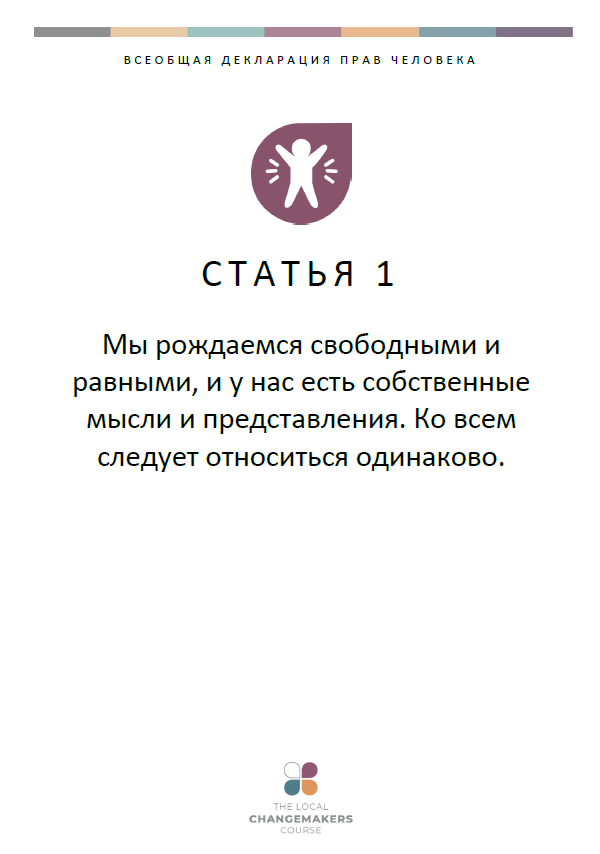 ВСЕОБЩАЯ ДЕКЛАРАЦИЯ ПРАВ ЧЕЛОВЕКА
СТАТЬЯ 1
Мы рождаемся свободными и
равными, и у нас есть собственные
мысли и представления. Ко всем
следует относиться одинаково.
THE LOCAL
CHANGEMAKERS
COURSE